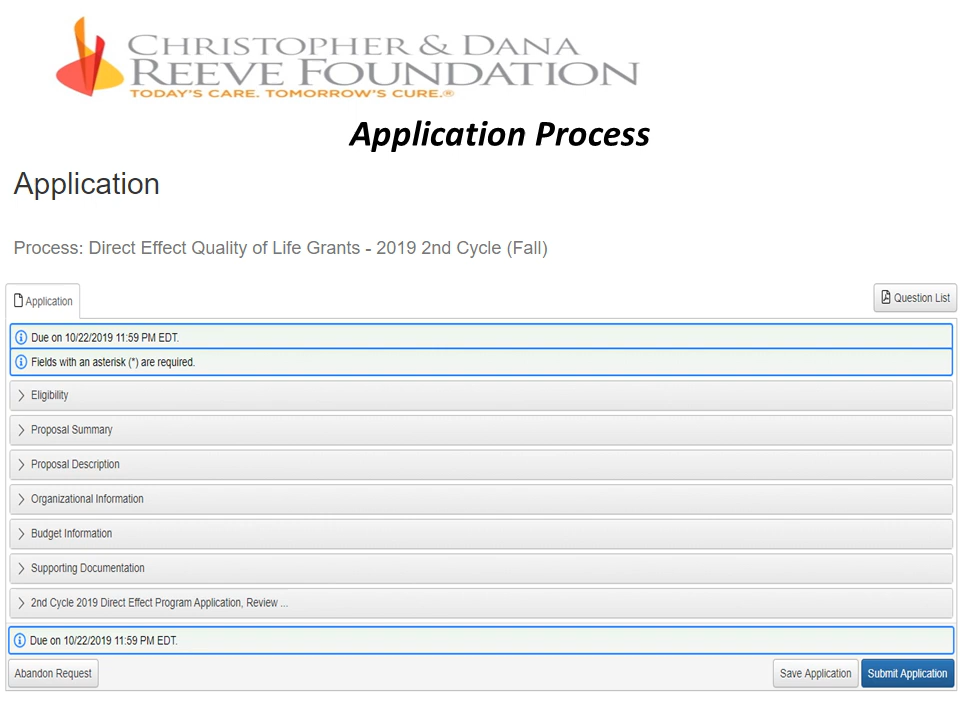 CHRISTOPHER & DANA
REEVE FOUNDATION
TODAY'S CARE. TOMORROW'S CURE.®
Application Process
Application
Process: Direct Effect Quality of Life Grants - 2019 2nd Cycle (Fall)
Application
Question List
Due on 10/22/2019 11:59 PM EDT.
Fields with an asterisk (*) are required.
Eligibility
Proposal Summary
Proposal Description
Organizational Information
Budget Information
Supporting Documentation
2nd Cycle 2019 Direct Effect Program Application, Review ...
Due on 10/22/2019 11:59 PM EDT.
Abandon Request
Save Application
Submit Application